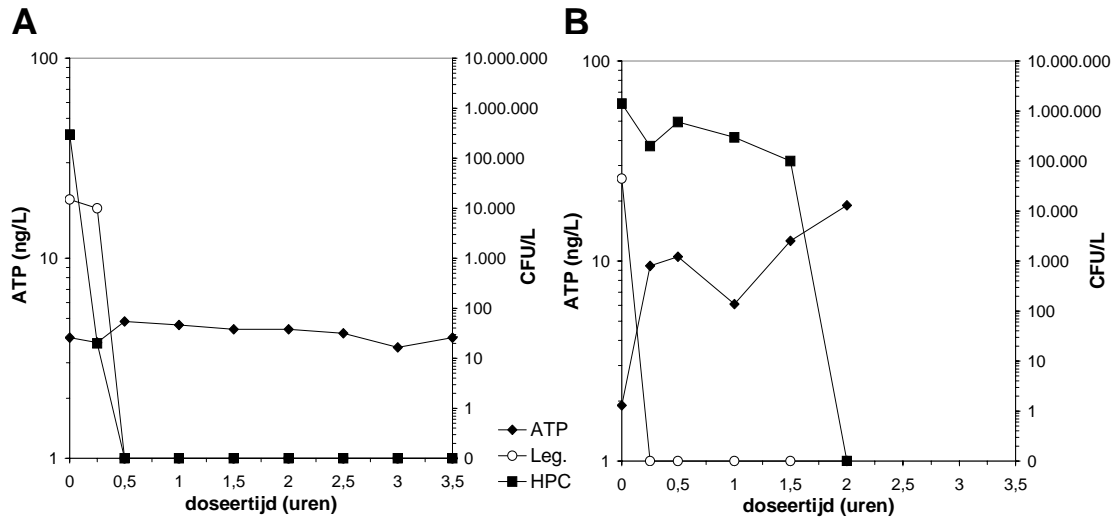 A
100
10
1
ATP (ng/L)
10.000.000
1.000.000
100.000
10.000
1.000
100
10
1
0
CFU/L
0 0,5 1 1,5 2 2,5 3 3,5
doseertijd (uren)
ATP
Leg.
HPC
B
100
10
1
ATP (ng/L)
10.000.000
1.000.000
100.000
10.000
1.000
100
10
1
0
CFU/L
0 0,5 1 1,5 2 2,5 3 3,5
doseertijd (uren)